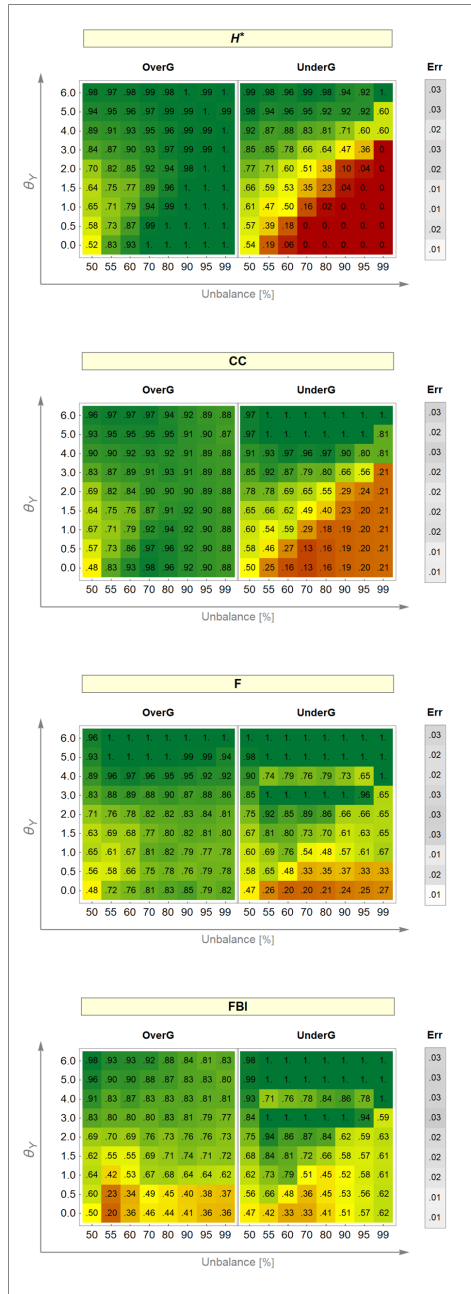 H*
OverG UnderG Err
6.0 .98 .97 .98 .99 .98 1. .99 1. .99 .98 .96 .99 .98 .94 .92 1. .03
5.0 .94 .95 .96 .97 .99 .99 1. .99 .98 .94 .96 .95 .92 .92 .92 .60 .03
4.0 .89 .91 .93 .95 .96 .99 .99 1. .92 .87 .88 .83 .81 .71 .60 .60 .02
3.0 .84 .87 .90 .93 .97 .99 .99 1. .85 .85 .78 .66 .64 .47 .36 0. .03
2.0 .70 .82 .85 .92 .94 .98 1. 1. .77 .71 .60 .51 .38 .10 .04 0. .02
1.5 .64 .75 .77 .89 .96 1. 1. 1. .66 .59 .53 .35 .23 .04 0. 0. .01
1.0 .65 .71 .79 .94 .99 1. 1. 1. .61 .47 .50 .16 .02 0. 0. 0. .01
0.5 .58 .73 .87 .99 1. 1. 1. 1. .57 .39 .18 0. 0. 0. 0. 0. .02
0.0 .52 .83 .93 1. 1. 1. 1. 1. .54 .19 .06 0. 0. 0. 0. 0. .01
θY
50 55 60 70 80 90 95 99 50 55 60 70 80 90 95 99
Unbalance [%]
CC
OverG UnderG Err
6.0 .96 .97 .97 .97 .94 .92 .89 .88 .97 1. 1. 1. 1. 1. 1. 1. .03
5.0 .93 .95 .95 .95 .95 .91 .90 .87 .97 1. 1. 1. 1. 1. 1. .81 .02
4.0 .90 .90 .92 .93 .96 .92 .90 .88 .91 .93 .97 .96 .97 .90 .80 .81 .03
3.0 .83 .87 .89 .91 .93 .91 .89 .88 .85 .92 .87 .79 .80 .66 .56 .21 .02
2.0 .69 .82 .84 .90 .90 .90 .89 .88 .78 .78 .69 .65 .55 .29 .24 .21 .02
1.5 .64 .75 .76 .87 .91 .90 .89 .88 .65 .66 .62 .49 .40 .23 .20 .21 .02
1.0 .67 .71 .79 .92 .94 .92 .90 .88 .60 .54 .59 .29 .18 .19 .20 .21 .02
0.5 .57 .73 .86 .97 .96 .92 .90 .88 .58 .46 .27 .13 .16 .19 .20 .21 .01
0.0 .48 .83 .93 .98 .96 .92 .90 .88 .50 .25 .16 .13 .16 .19 .20 .21 .01
θY
50 55 60 70 80 90 95 99 50 55 60 70 80 90 95 99
Unbalance [%]
F
OverG UnderG Err
6.0 .96 1. 1. 1. 1. 1. 1. 1. 1. 1. 1. 1. 1. 1. 1. 1. .03
5.0 .93 1. 1. 1. 1. .99 .99 .94 .98 1. 1. 1. 1. 1. 1. 1. .02
4.0 .89 .96 .97 .96 .95 .95 .92 .92 .90 .74 .79 .76 .79 .73 .65 1. .02
3.0 .83 .88 .89 .88 .88 .90 .87 .88 .86 .85 1. 1. 1. 1. 1. .96 .65 .03
2.0 .71 .76 .78 .82 .82 .83 .84 .81 .75 .92 .85 .89 .86 .66 .66 .65 .03
1.5 .63 .69 .68 .77 .80 .82 .81 .80 .67 .81 .80 .73 .70 .61 .63 .65 .03
1.0 .65 .61 .67 .81 .82 .79 .81 .79 .60 .69 .76 .54 .48 .57 .61 .67 .01
0.5 .56 .58 .66 .75 .78 .76 .79 .78 .58 .65 .48 .33 .35 .37 .33 .33 .02
0.0 .48 .72 .76 .81 .83 .85 .79 .82 .47 .26 .20 .20 .21 .24 .25 .27 .01
θY
50 55 60 70 80 90 95 99 50 55 60 70 80 90 95 99
Unbalance [%]
FBI
OverG UnderG Err
6.0 .98 .93 .93 .92 .88 .84 .81 .83 .98 1. 1. 1. 1. 1. 1. 1. .03
5.0 .96 .90 .90 .88 .87 .83 .83 .80 .99 1. 1. 1. 1. 1. 1. 1. .03
4.0 .91 .83 .87 .83 .83 .83 .81 .81 .93 .71 .76 .78 .84 .86 .78 1. .03
3.0 .83 .80 .80 .80 .83 .81 .79 .77 .84 1. 1. 1. 1. 1. .94 .59 .03
2.0 .69 .70 .69 .76 .73 .76 .76 .73 .75 .94 .86 .87 .84 .62 .59 .63 .02
1.5 .62 .55 .55 .69 .71 .74 .71 .72 .68 .84 .81 .72 .66 .58 .57 .61 .02
1.0 .64 .42 .53 .67 .68 .64 .64 .62 .62 .73 .79 .51 .45 .52 .58 .61 .02
0.5 .60 .23 .34 .49 .45 .40 .38 .37 .56 .66 .48 .36 .45 .53 .56 .62 .01
0.0 .50 .20 .36 .46 .44 .41 .36 .36 .47 .42 .33 .33 .41 .51 .57 .62 .01
θY
50 55 60 70 80 90 95 99 50 55 60 70 80 90 95 99
Unbalance [%]